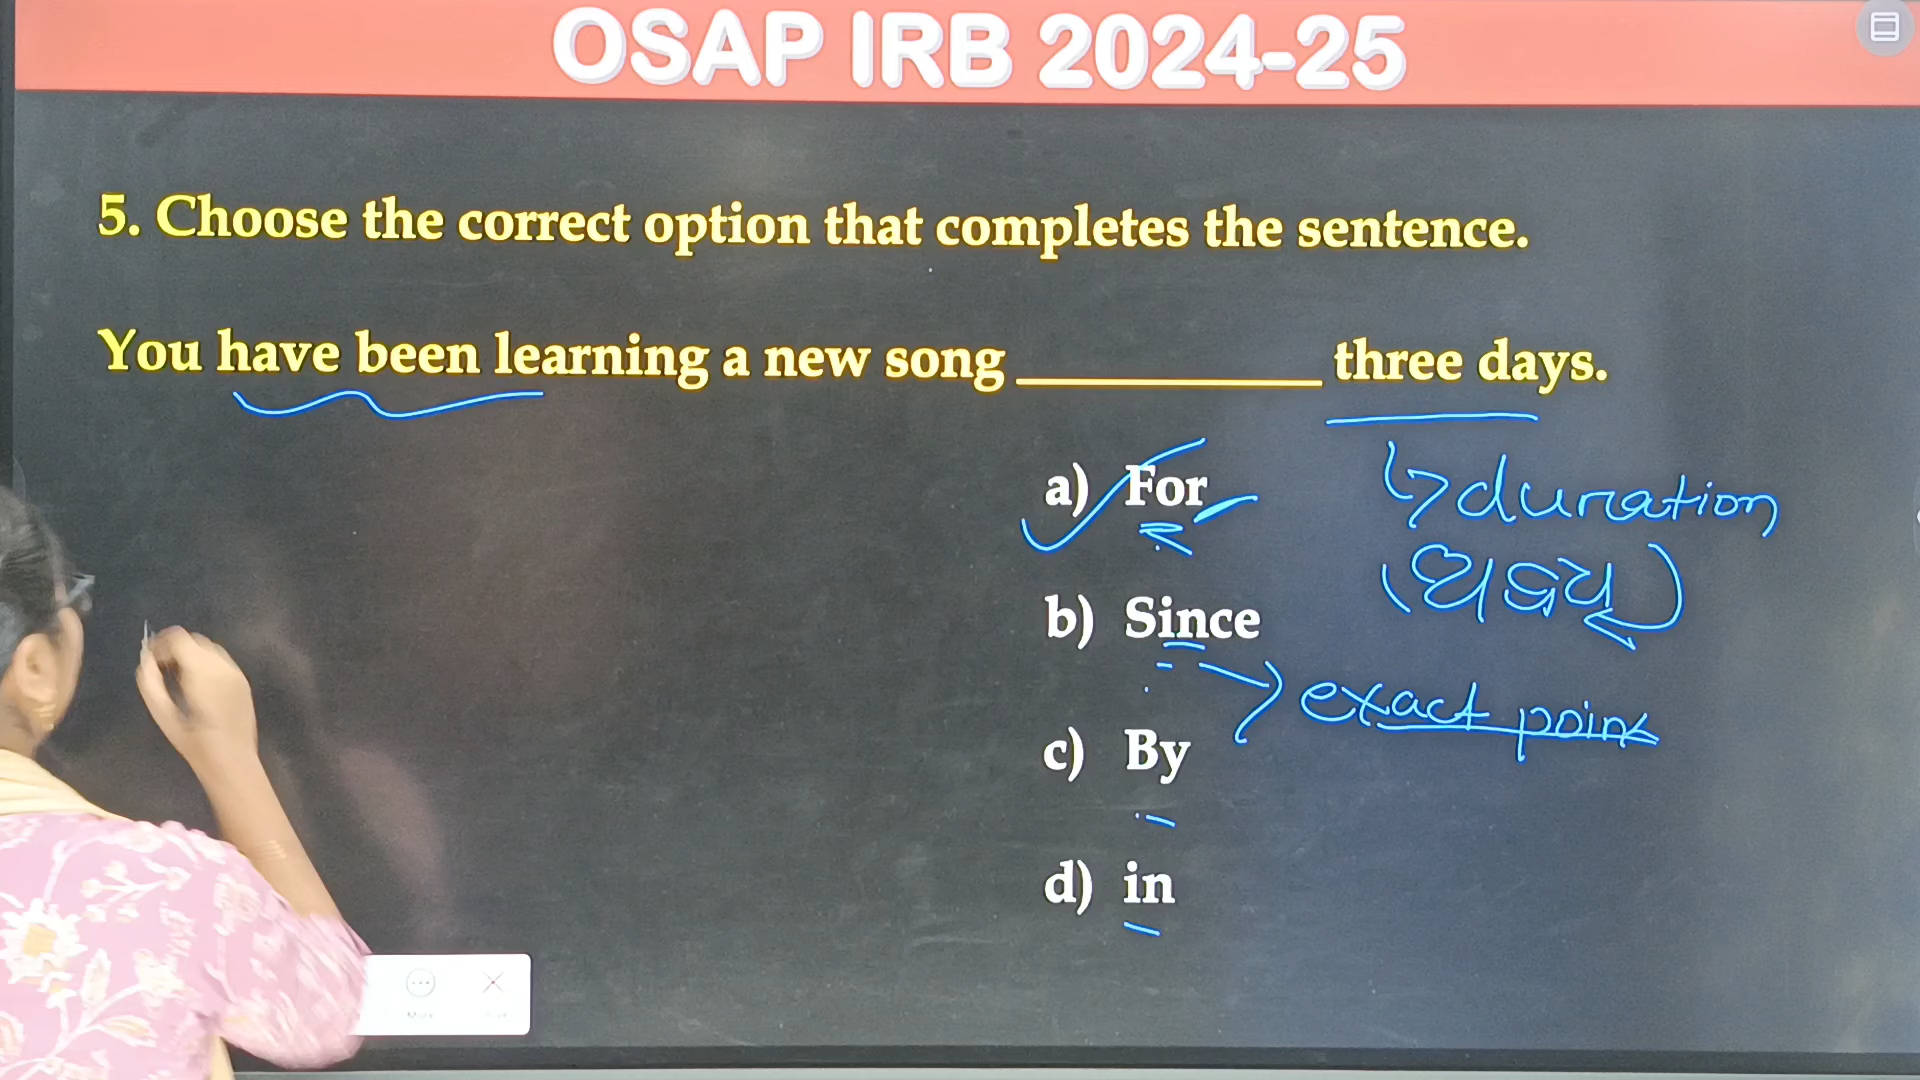 OSAP IRB 2024-25
5. Choose the correct option that completes the sentence.
You have been learning a new song ____________ three days.
a) For
duration
b) Since
exact point
c) By
d) in